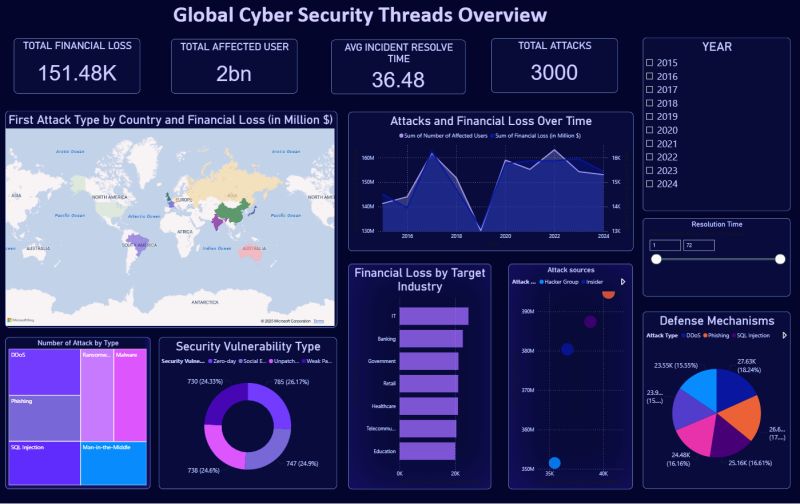 Global Cyber Security Threads Overview
TOTAL FINANCIAL LOSS
151.48K
TOTAL AFFECTED USER
2bn
AVG INCIDENT RESOLVE
TIME
36.48
TOTAL ATTACKS
3000
YEAR
2015
2016
2017
2018
2019
2020
2021
2022
2023
2024
First Attack Type by Country and Financial Loss (in Million $)
Arctic Ocean
Arctic Ocean
ASIA
NORTH AMERICA
EUROPE
ASIA
NORTH AMERICA
Pacific Ocean
Atlantic Ocean
Pacific Ocean
AFRICA
SOUTH AMERICA
Indian Ocean
AUSTRALIA
AUSTRALIA
ANTARCTICA
Microsoft Bing
© 2025 Microsoft Corporation Terms
Attacks and Financial Loss Over Time
Sum of Number of Affected Users
Sum of Financial Loss (in Million $)
160M
150M
140M
130M
16K
15K
14K
13K
2016
2018
2020
2022
2024
Resolution Time
1
72
Number of Attack by Type
DDoS
Phishing
SQL Injection
Ransome...
Malware
Man-in-the-Middle
Security Vulnerability Type
Security Vulne...
Zero-day
Social E...
Unpatch...
Weak Pa...
730 (24.33%)
785 (26.17%)
738 (24.6%)
747 (24.9%)
Financial Loss by Target
Industry
IT
Banking
Government
Retail
Healthcare
Telecommu...
Education
0K
20K
Attack sources
Attack ...
Hacker Group
Insider
390M
380M
370M
360M
350M
35K
40K
Defense Mechanisms
Attack Type
DDoS
Phishing
SQL Injection
23.55K (15.55%)
27.63K
(18.24%)
23.9...
(15....)
26.6...
(17....)
24.48K
(16.16%)
25.16K (16.61%)